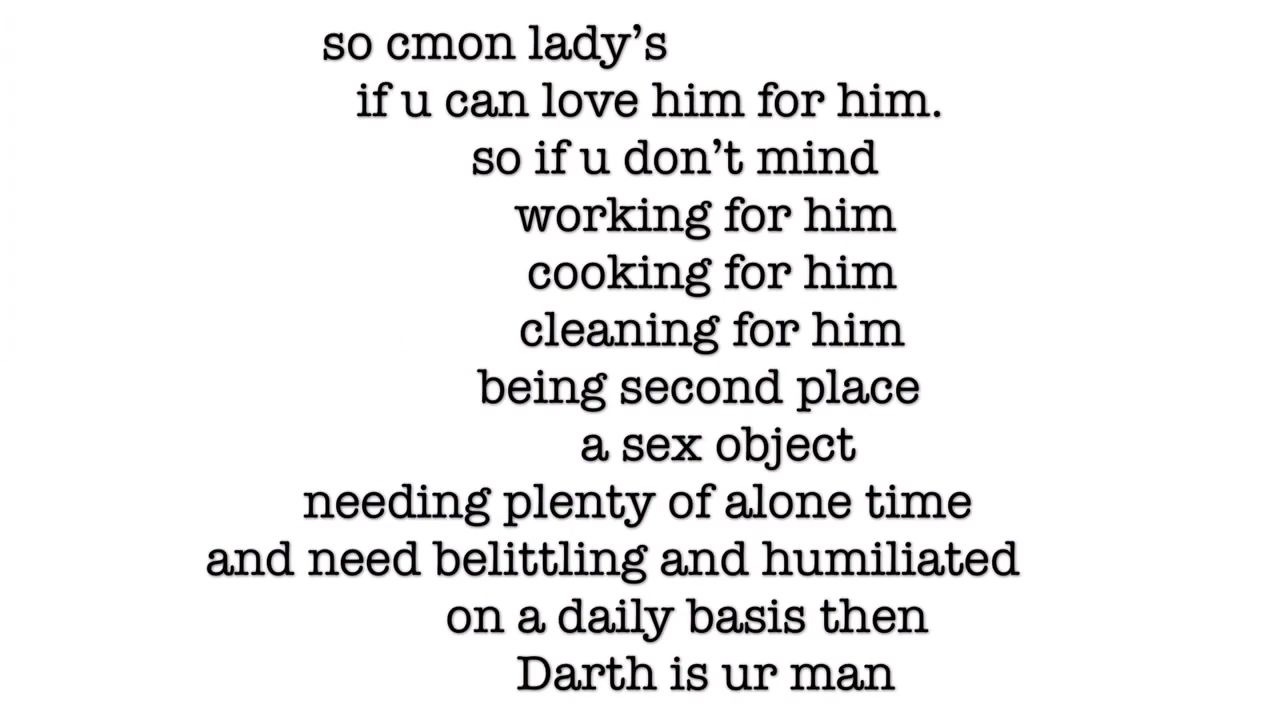 so cmon lady’s
if u can love him for him.
so if u don’t mind
working for him
cooking for him
cleaning for him
being second place
a sex object
needing plenty of alone time
and need belittling and humiliated
on a daily basis then
Darth is ur man